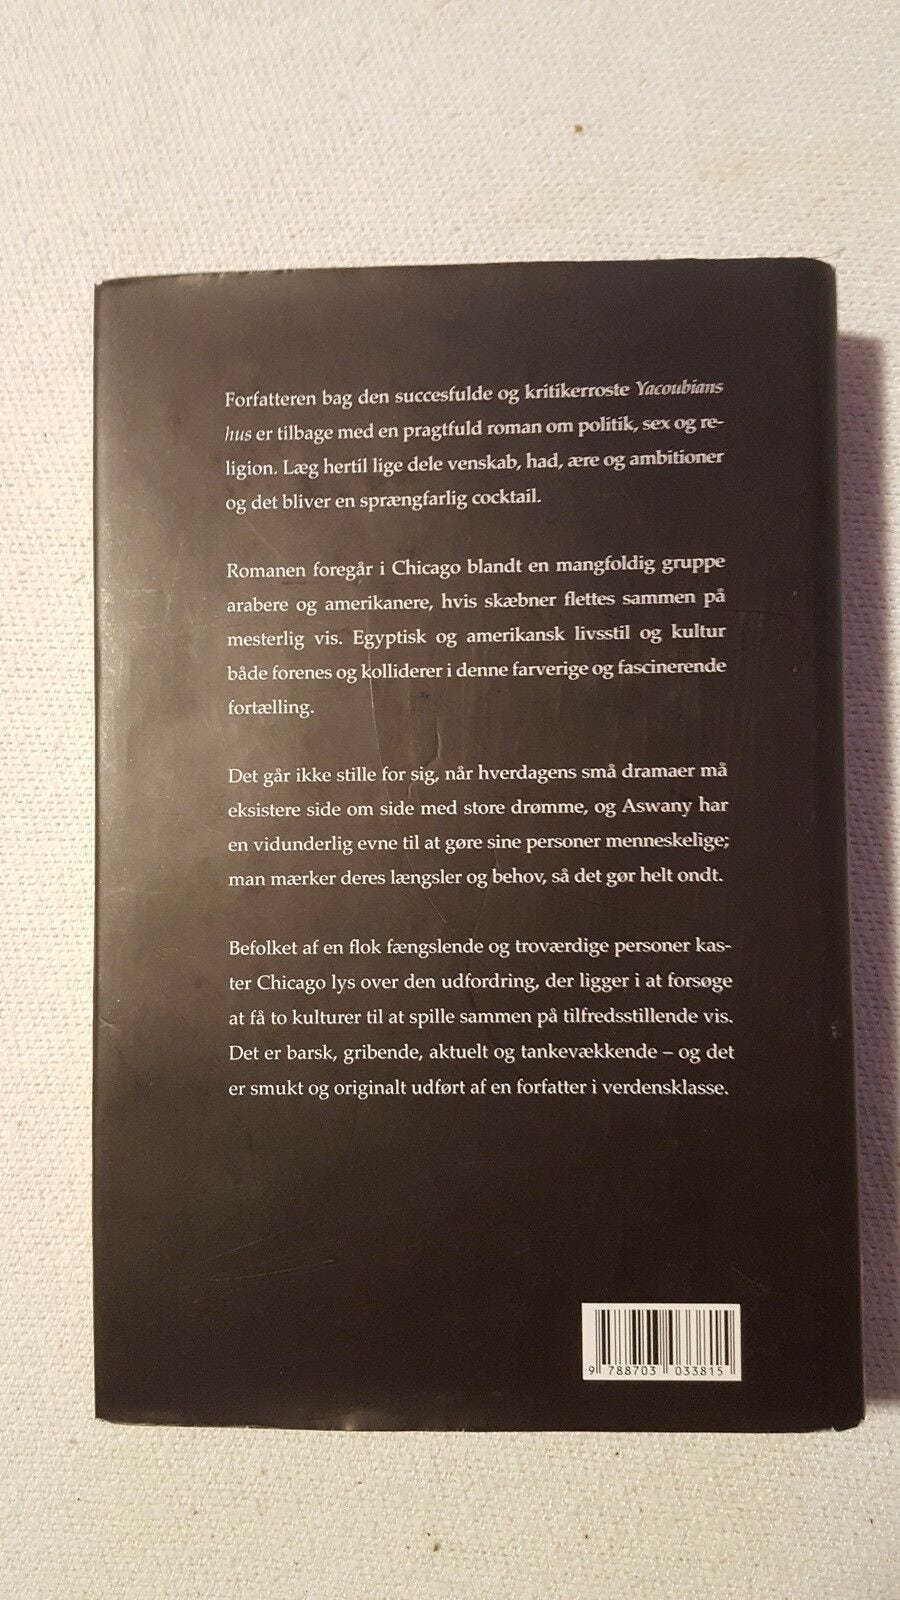 Forfatteren bag den succesfulde og kritikerroste Yacoubians
hus er tilbage med en pragtfuld roman om politik, sex og re-
ligion. Læg hertil lige dele venskab, had, ære og ambitioner
og det bliver en sprængfarlig cocktail.
Romanen foregår i Chicago blandt en mangfoldig gruppe
arabere og amerikanere, hvis skæbner flettes sammen på
mesterlig vis. Egyptisk og amerikansk livsstil og kultur
både forenes og kolliderer i denne farverige og fascinerende
fortælling.
Det går ikke stille for sig, når hverdagens små dramaer må
eksistere side om side med store drømme, og Aswany har
en vidunderlig evne til at gøre sine personer menneskelige;
man mærker deres længsler og behov, så det gør helt ondt.
Befolket af en flok fængslende og troværdige personer kas-
ter Chicago lys over den udfordring, der ligger i at forsøge
at få to kulturer til at spille sammen på tilfredsstillende vis.
Det er barsk, gribende, aktuelt og tankevækkende – og det
er smukt og originalt udført af en forfatter i verdensklasse.
9 788703 033815